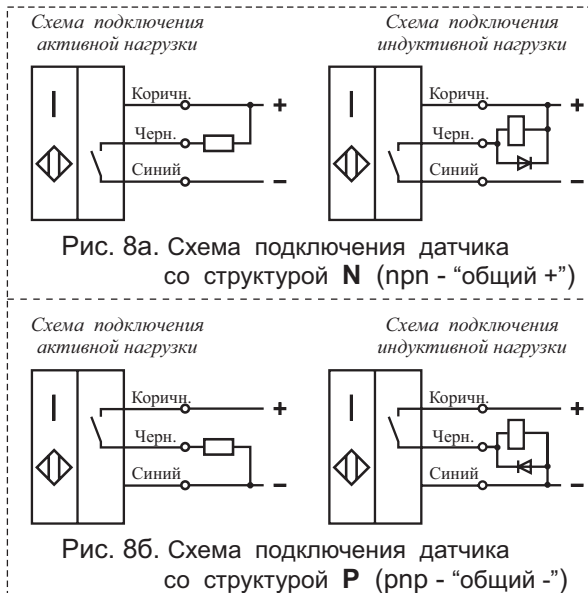 Схема подключения активной нагрузки
Схема подключения индуктивной нагрузки
Коричн.
+
Черн.
Синий
−
Коричн.
+
Черн.
Синий
−
Рис. 8а. Схема подключения датчика
со структурой N (npn - “общий +”)
Схема подключения активной нагрузки
Схема подключения индуктивной нагрузки
Коричн.
+
Черн.
Синий
−
Коричн.
+
Черн.
Синий
−
Рис. 8б. Схема подключения датчика
со структурой P (pnp - “общий -”)